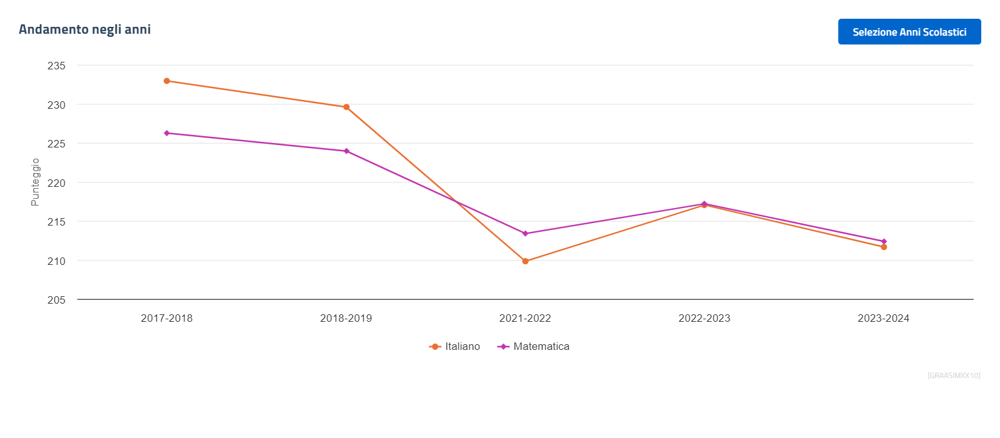 Andamento negli anni
Selezione Anni Scolastici
Punteggio
235
230
225
220
215
210
205
2017-2018 2018-2019 2021-2022 2022-2023 2023-2024
Italiano Matematica
[GRAASIMXX10]